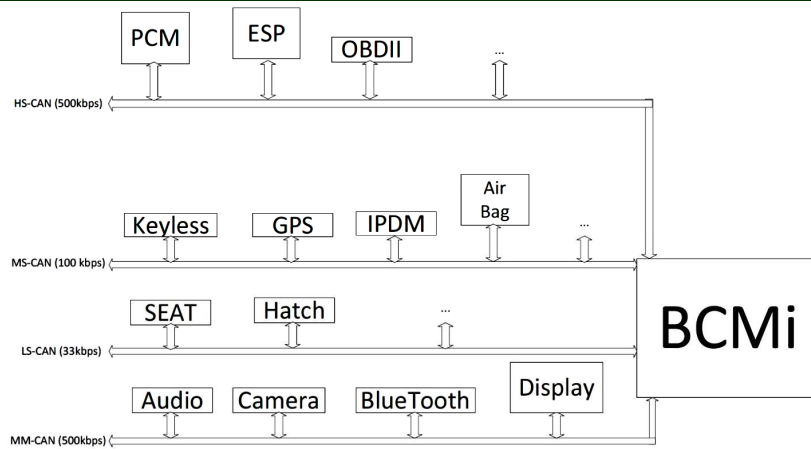 PCM
ESP
OBDII
...
HS-CAN (500kbps)
Air
Bag
Keyless
GPS
IPDM
...
MS-CAN (100 kbps)
SEAT
Hatch
...
BCMi
LS-CAN (33kbps)
Audio
Camera
BlueTooth
Display
MM-CAN (500kbps)